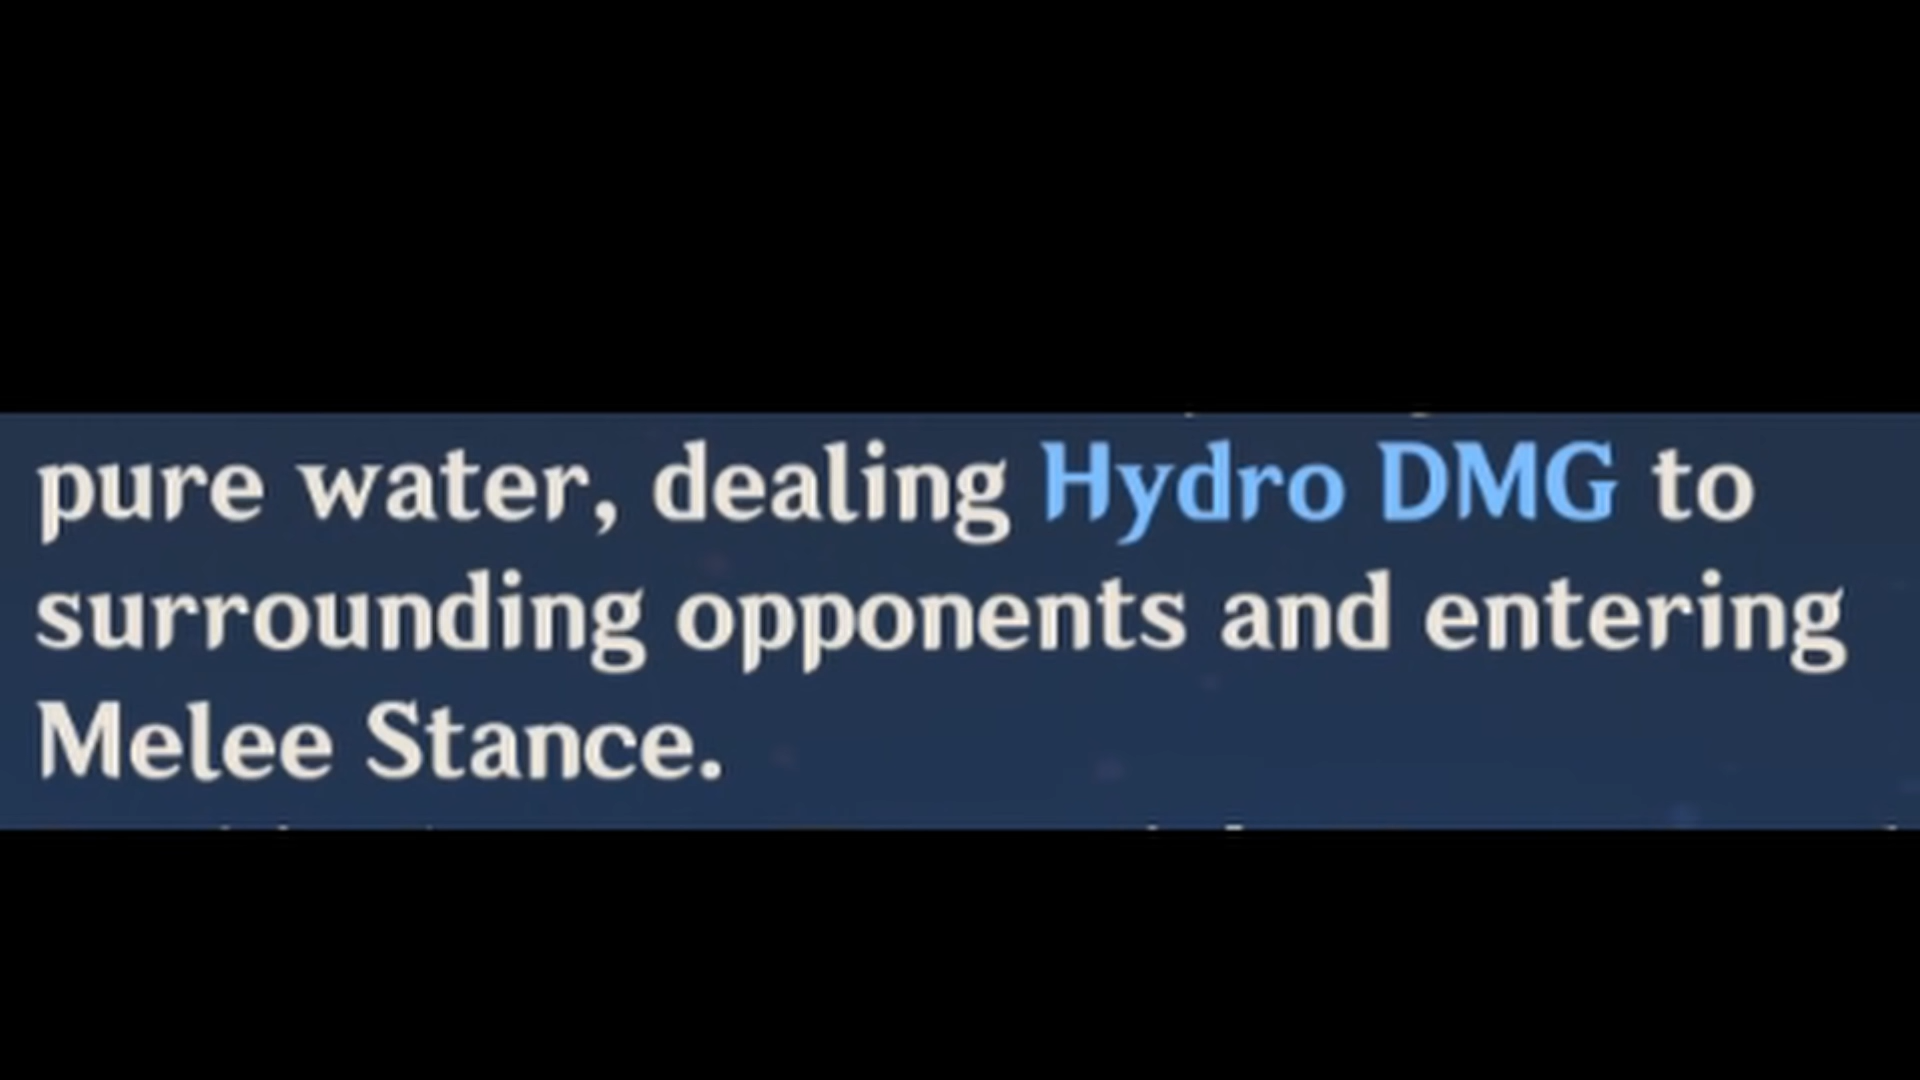 pure water, dealing Hydro DMG to
surrounding opponents and entering
Melee Stance.